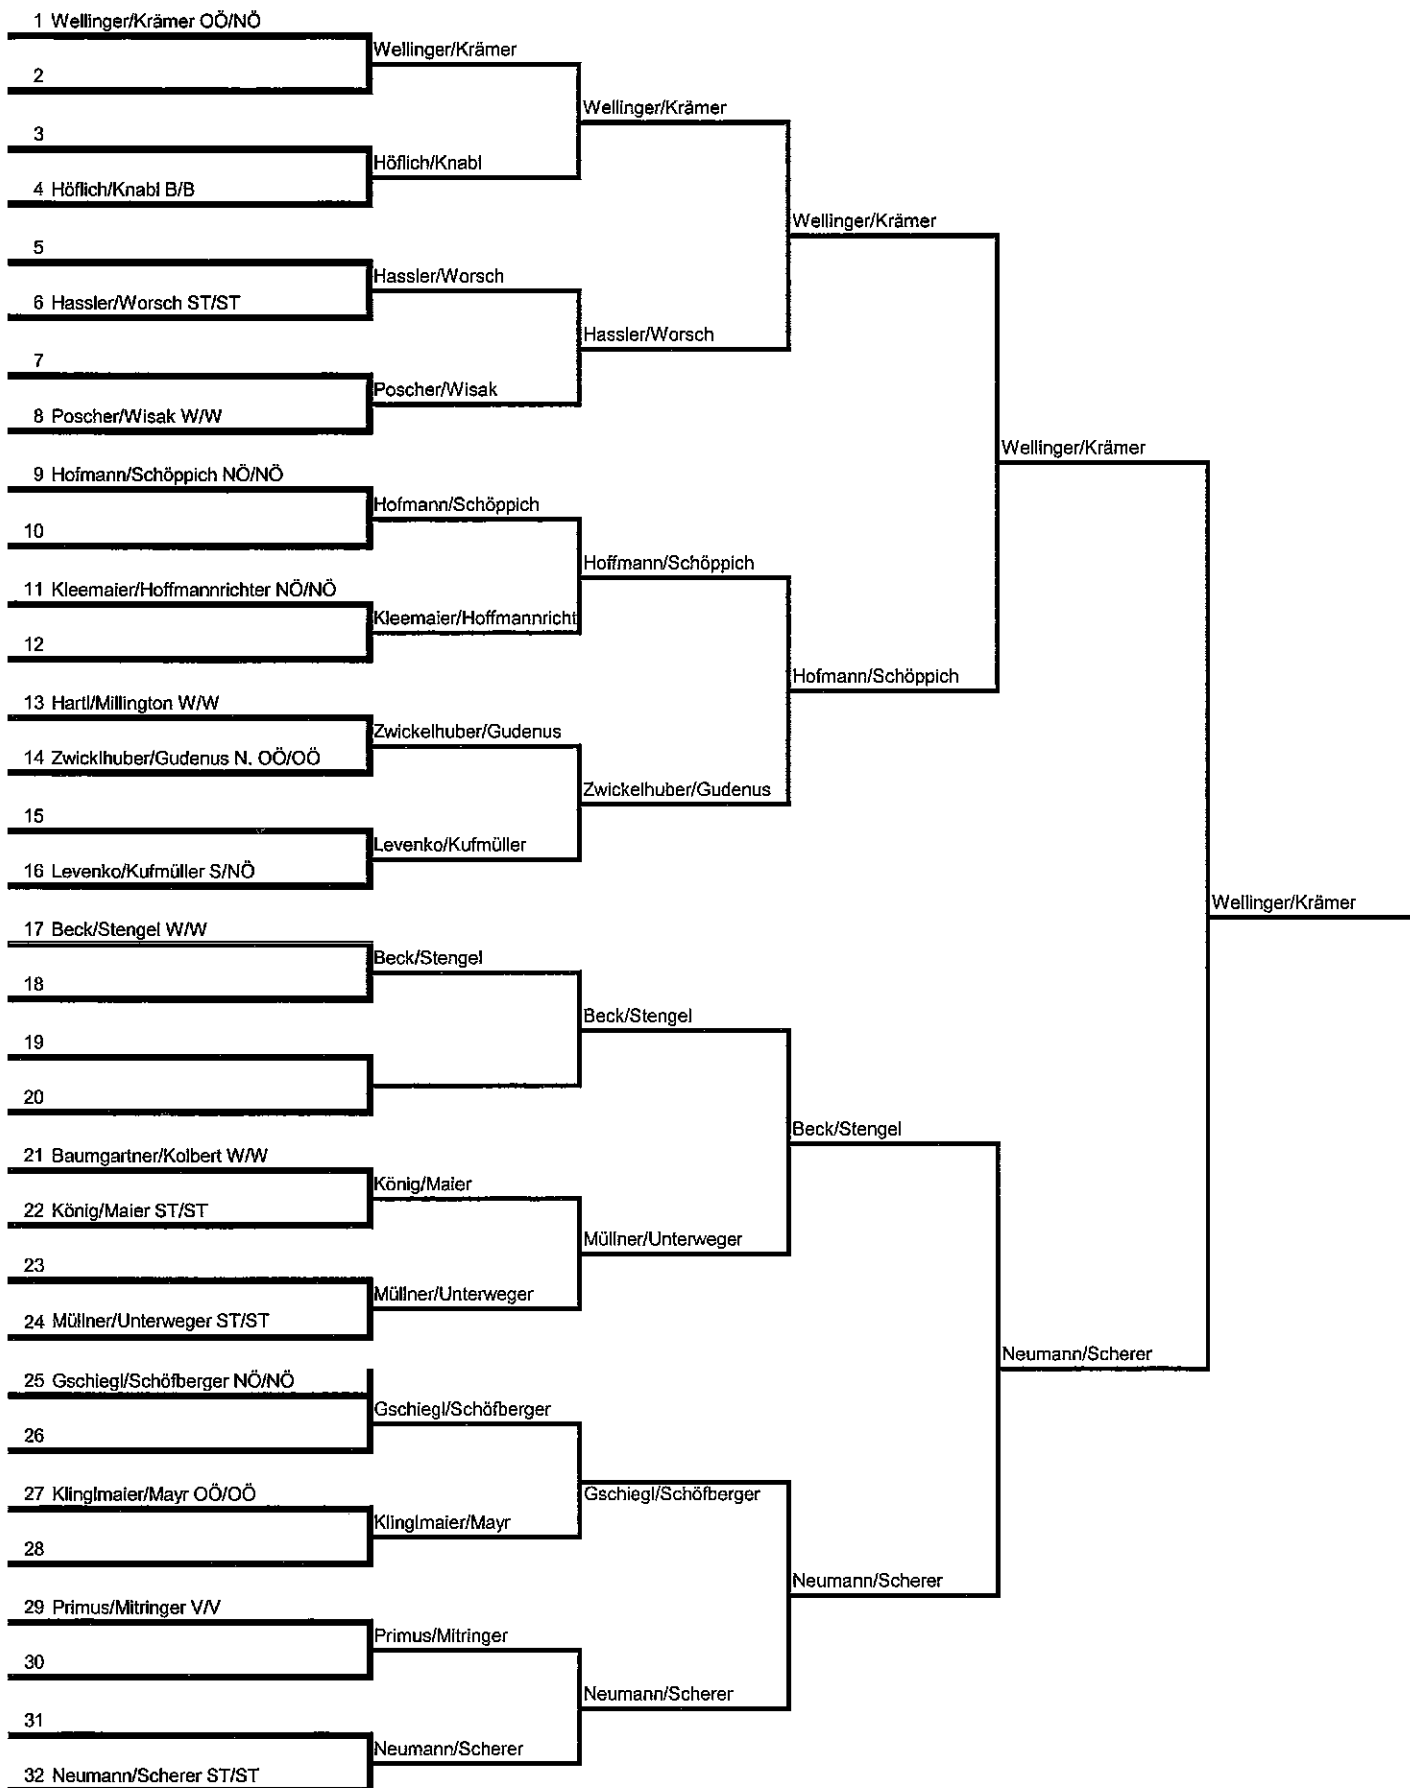 1 Wellinger/Krämer OÖ/NÖ
Wellinger/Krämer
2
Wellinger/Krämer
3
Höflich/Knabl
4 Höflich/Knabl B/B
Wellinger/Krämer
5
Hassler/Worsch
6 Hassler/Worsch ST/ST
Hassler/Worsch
7
Poscher/Wisak
8 Poscher/Wisak W/W
Wellinger/Krämer
9 Hofmann/Schöppich NÖ/NÖ
Hofmann/Schöppich
10
Hoffmann/Schöppich
11 Kleemaier/Hoffmannrichter NÖ/NÖ
Kleemaier/Hoffmannricht
12
Hofmann/Schöppich
13 Hartl/Millington W/W
Zwickelhuber/Gudenus
14 Zwicklhuber/Gudenus N. OÖ/OÖ
Zwickelhuber/Gudenus
15
Levenko/Kufmüller
16 Levenko/Kufmüller S/NÖ
Wellinger/Krämer
17 Beck/Stengel W/W
Beck/Stengel
18
Beck/Stengel
19
20
Beck/Stengel
21 Baumgartner/Kolbert W/W
König/Maier
22 König/Maier ST/ST
Müllner/Unterweger
23
Müllner/Unterweger
24 Müllner/Unterweger ST/ST
Neumann/Scherer
25 Gschiegl/Schöfberger NÖ/NÖ
Gschiegl/Schöfberger
26
Gschiegl/Schöfberger
27 Klinglmaier/Mayr OÖ/OÖ
Klinglmaier/Mayr
28
Neumann/Scherer
29 Primus/Mitringer V/V
Primus/Mitringer
30
Neumann/Scherer
31
Neumann/Scherer
32 Neumann/Scherer ST/ST